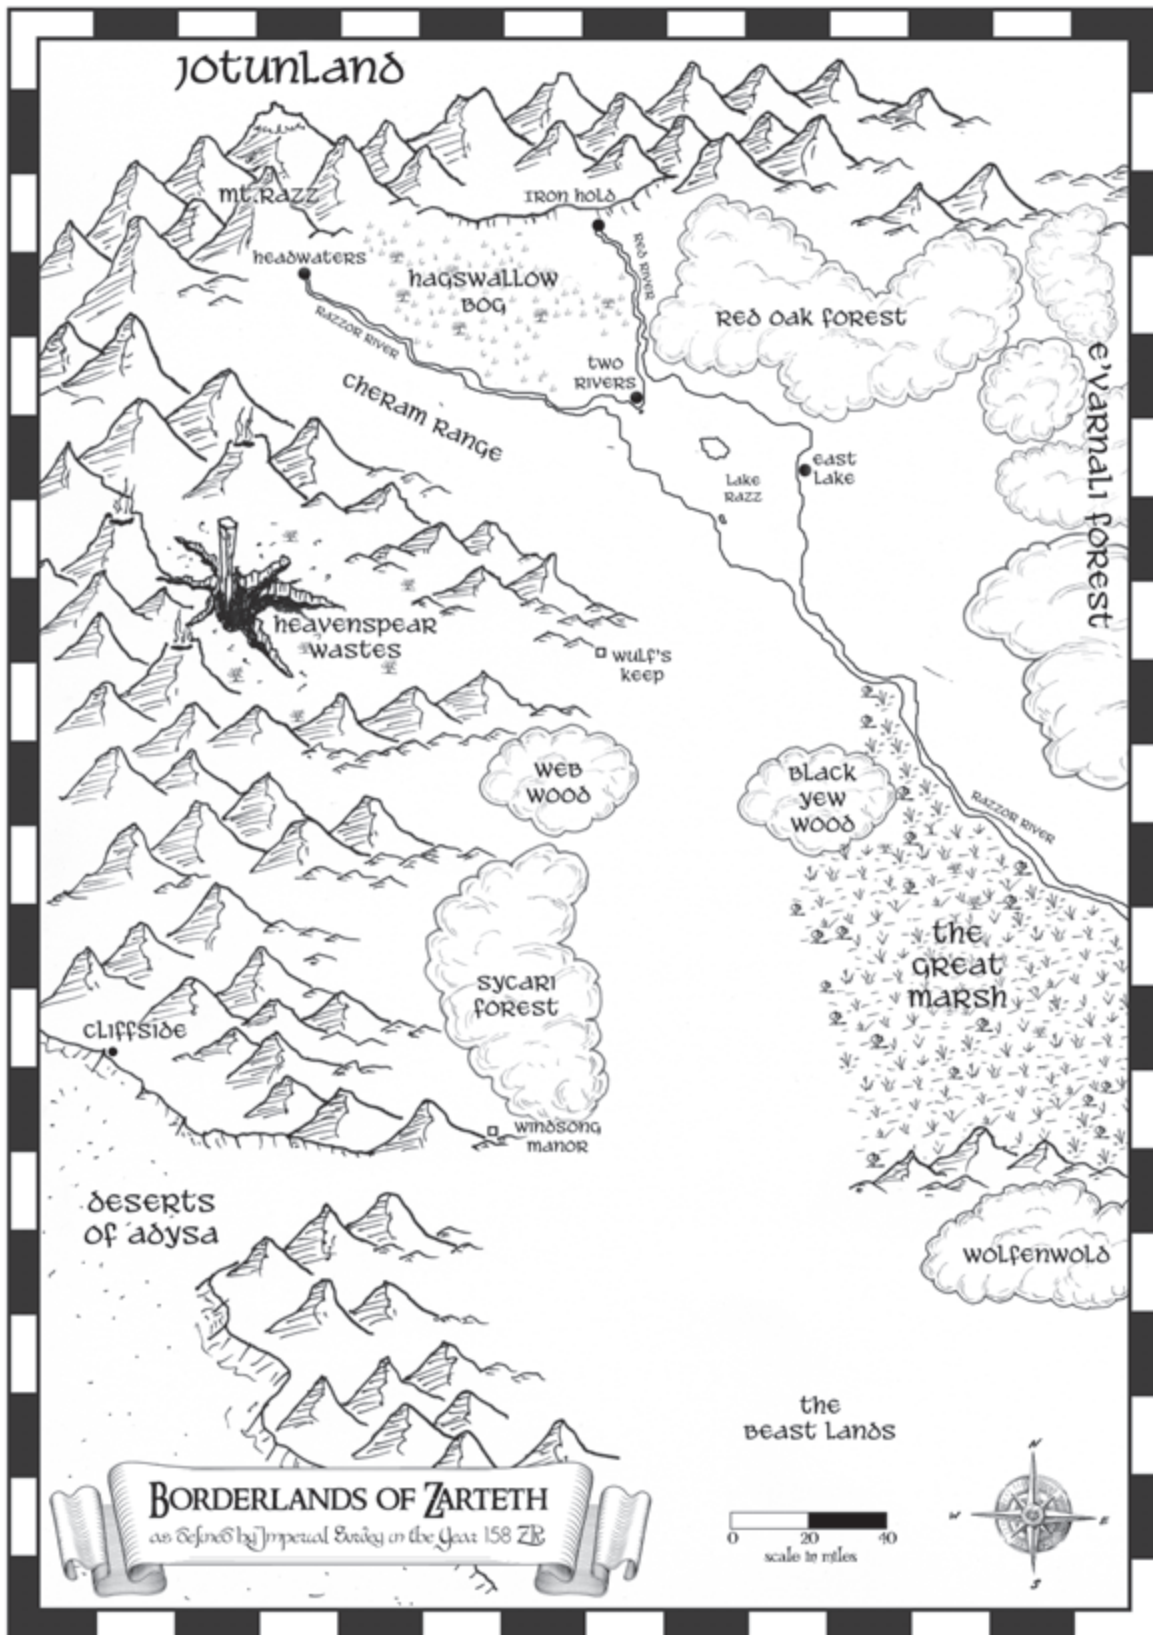 Jotunland
Mt. Razz
Iron Hold
Headwaters
Red River
Hagswallow
Bog
Red Oak Forest
Razzor River
Two
Rivers
E'varnali Forest
Cheram Range
East
Lake
Lake
Razz
Heavenspear
Wastes
Wulf's
Keep
Web
Wood
Black
Yew
Wood
Razzor River
The
Great
Marsh
Sycari
Forest
Cliffside
Windsong
Manor
Deserts
of Adysa
Wolfenwold
The
Beast Lands
N
W
E
S
Borderlands of Zarteth
as defined by Imperial Survey in the Year 158 ZR
0 20 40
scale in miles